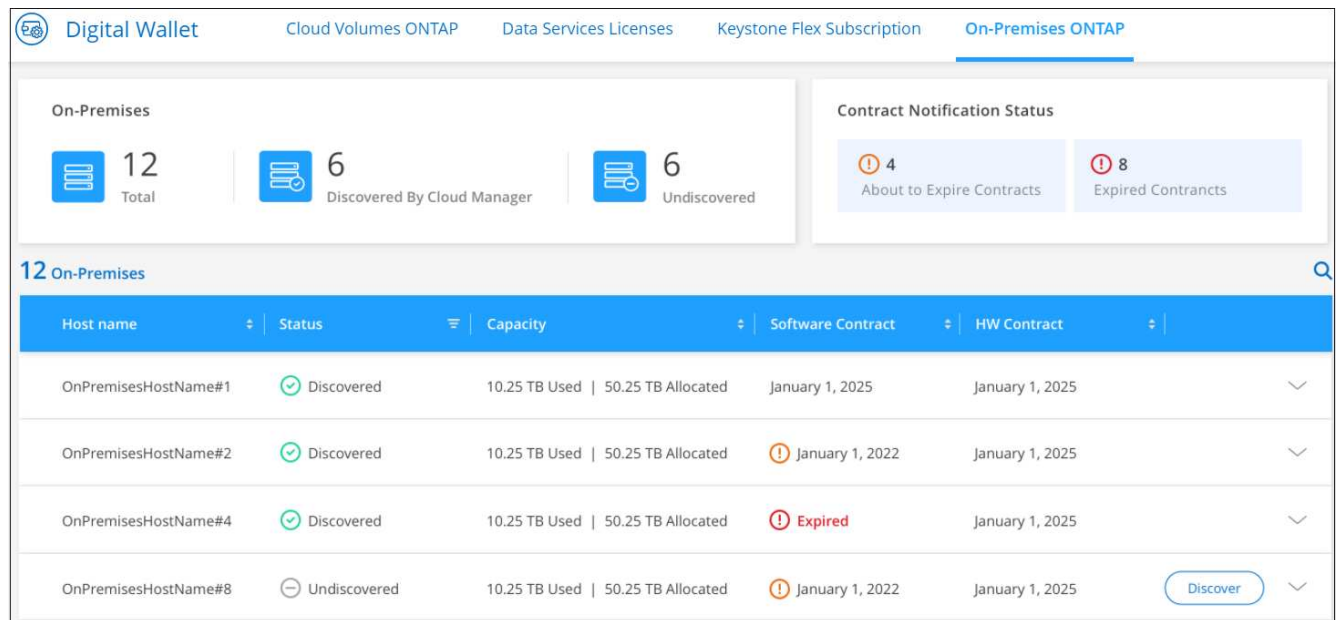 Digital Wallet Cloud Volumes ONTAP Data Services Licenses Keystone Flex Subscription On-Premises ONTAP
On-Premises
12
Total
6
Discovered By Cloud Manager
6
Undiscovered
Contract Notification Status
4
About to Expire Contracts
8
Expired Contrancts
12 On-Premises
Host name Status Capacity Software Contract HW Contract
OnPremisesHostName#1 Discovered 10.25 TB Used | 50.25 TB Allocated January 1, 2025 January 1, 2025
OnPremisesHostName#2 Discovered 10.25 TB Used | 50.25 TB Allocated January 1, 2022 January 1, 2025
OnPremisesHostName#4 Discovered 10.25 TB Used | 50.25 TB Allocated Expired January 1, 2025
OnPremisesHostName#8 Undiscovered 10.25 TB Used | 50.25 TB Allocated January 1, 2022 January 1, 2025 Discover